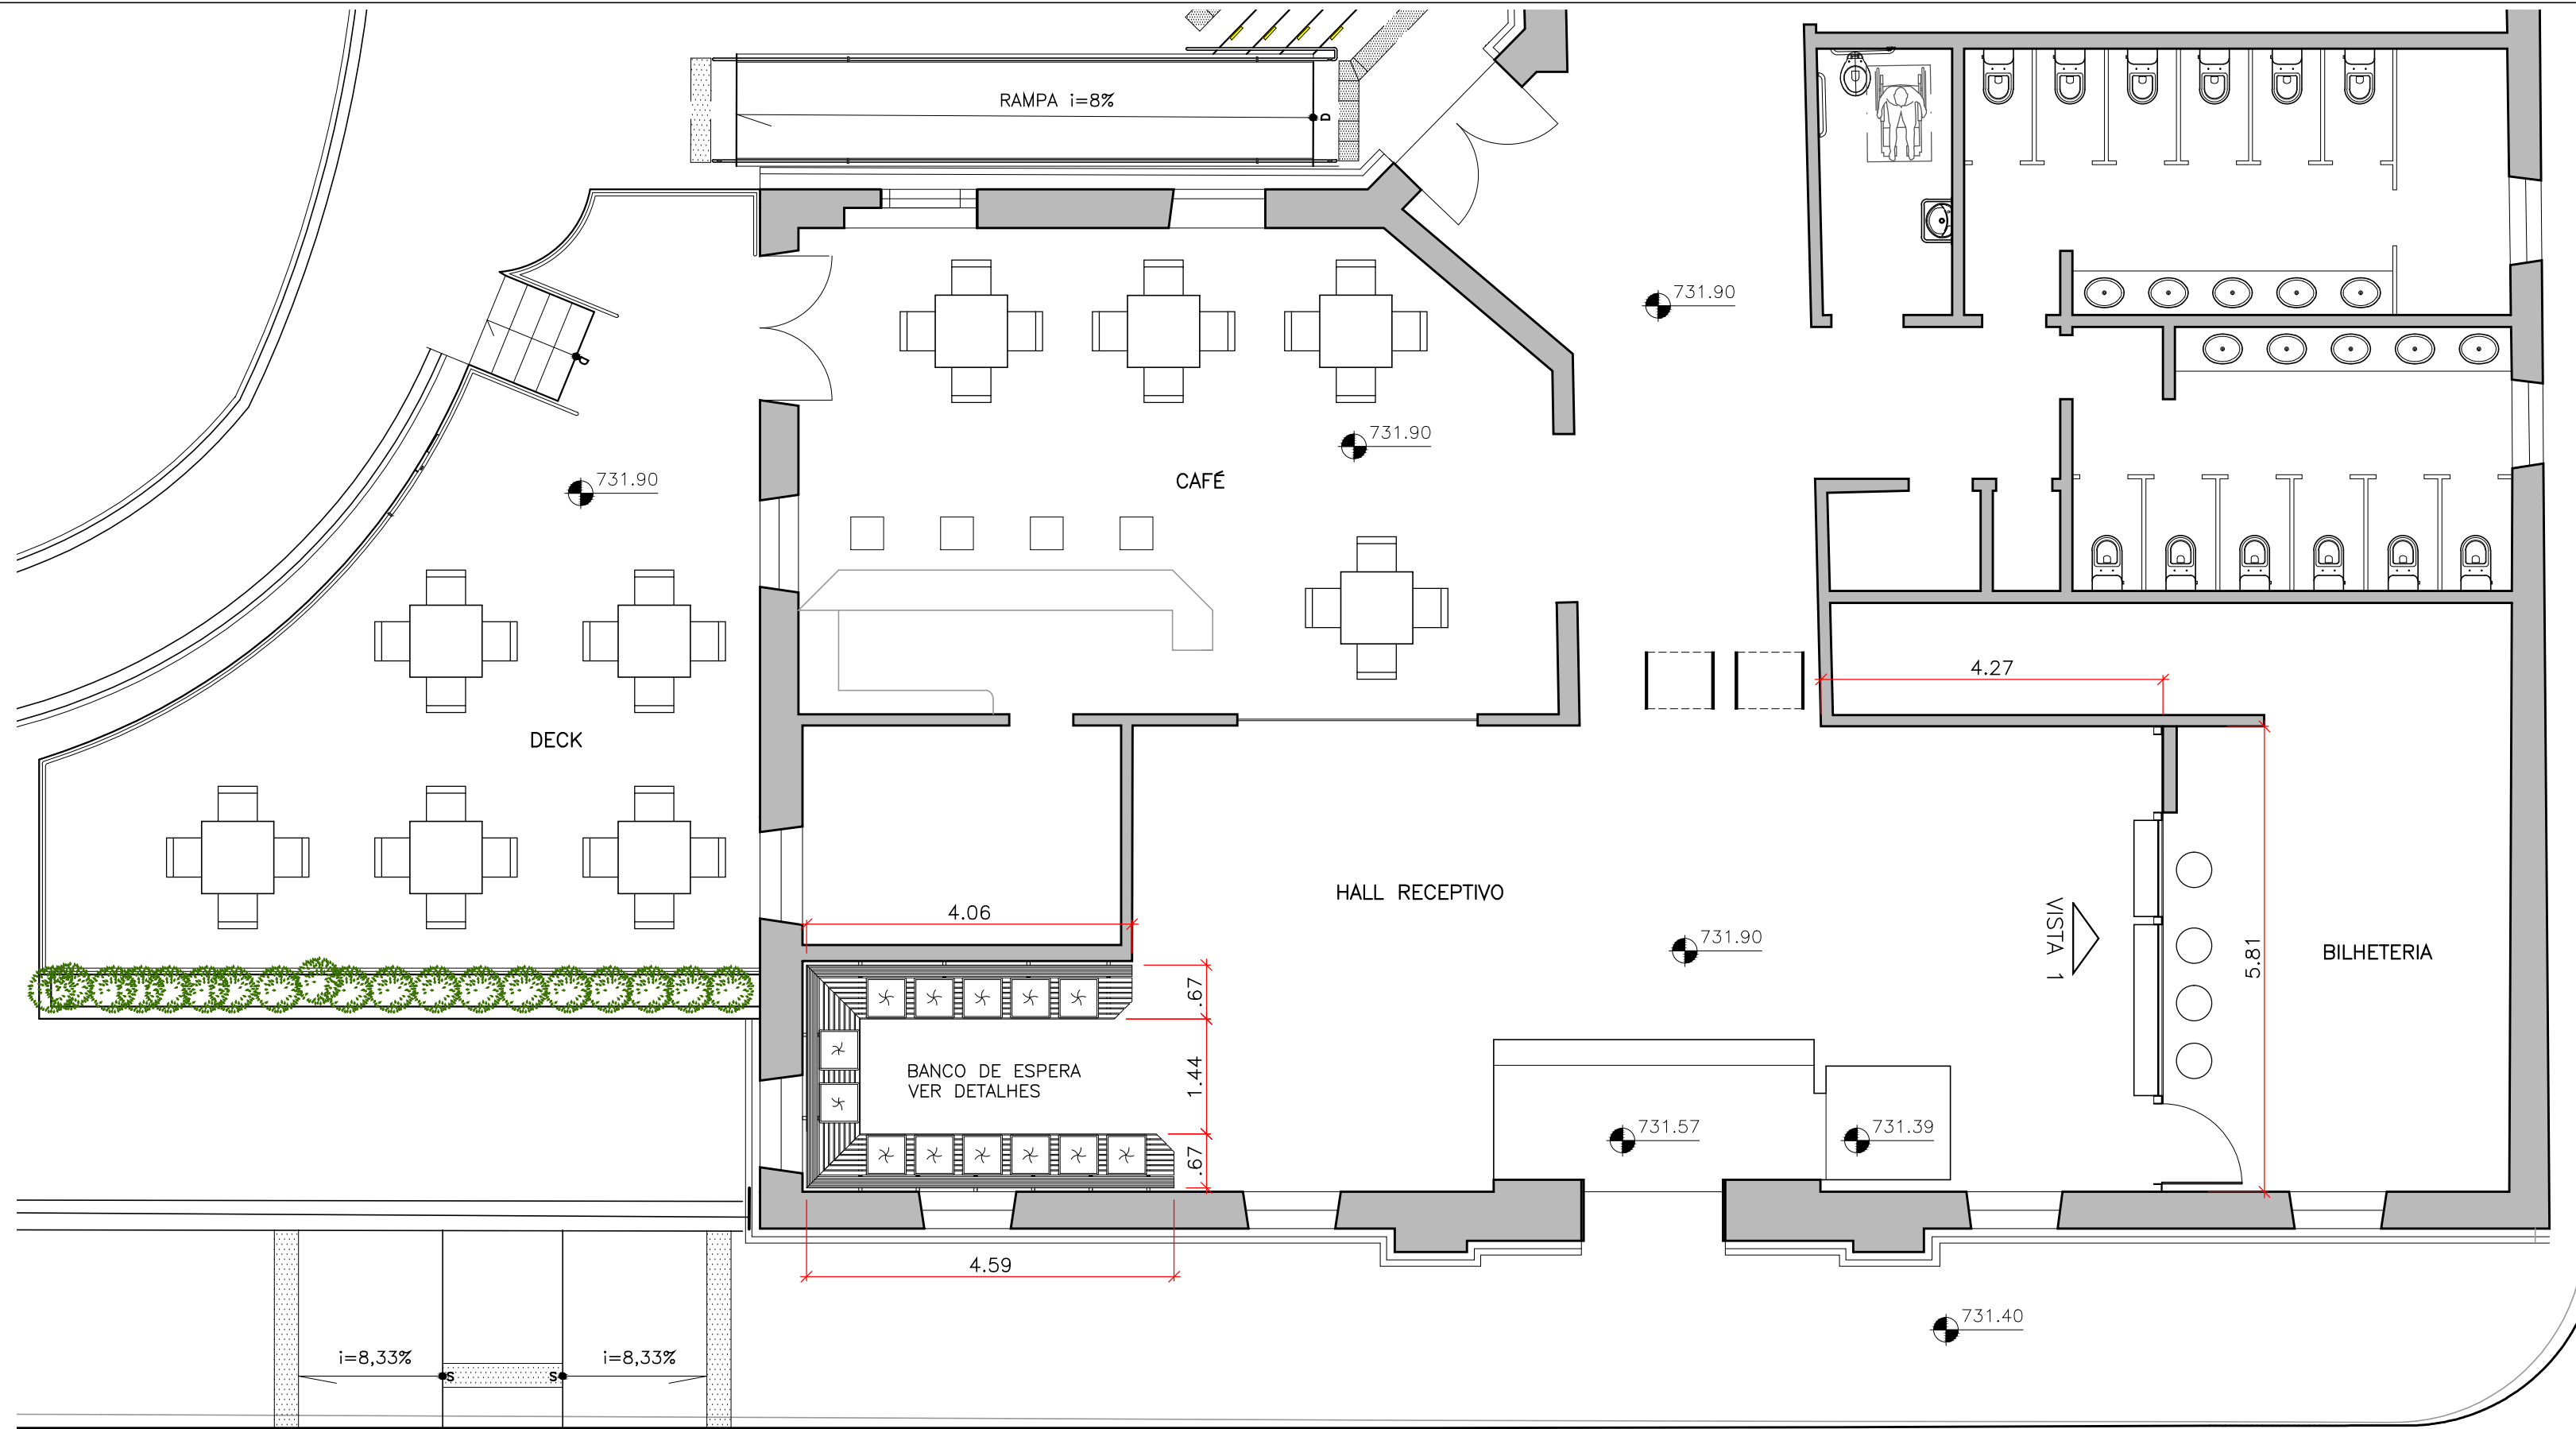 RAMPA i=8%
D
731.90
D
731.90
CAFÉ
731.90
4.27
DECK
HALL RECEPTIVO
4.06
731.90
VISTA 1
5.81
BILHETERIA
.67
1.44
.67
BANCO DE ESPERA
VER DETALHES
731.57
731.39
4.59
731.40
i=8,33%
i=8,33%
S
S